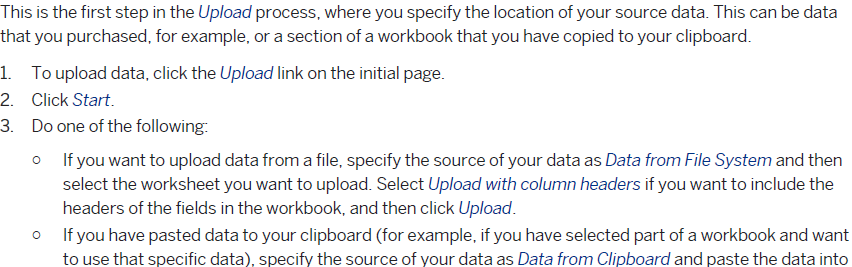 This is the first step in the Upload process, where you specify the location of your source data. This can be data
that you purchased, for example, or a section of a workbook that you have copied to your clipboard.
1. To upload data, click the Upload link on the initial page.
2. Click Start.
3. Do one of the following:
○ If you want to upload data from a file, specify the source of your data as Data from File System and then
select the worksheet you want to upload. Select Upload with column headers if you want to include the
headers of the fields in the workbook, and then click Upload.
○ If you have pasted data to your clipboard (for example, if you have selected part of a workbook and want
to use that specific data), specify the source of your data as Data from Clipboard and paste the data into